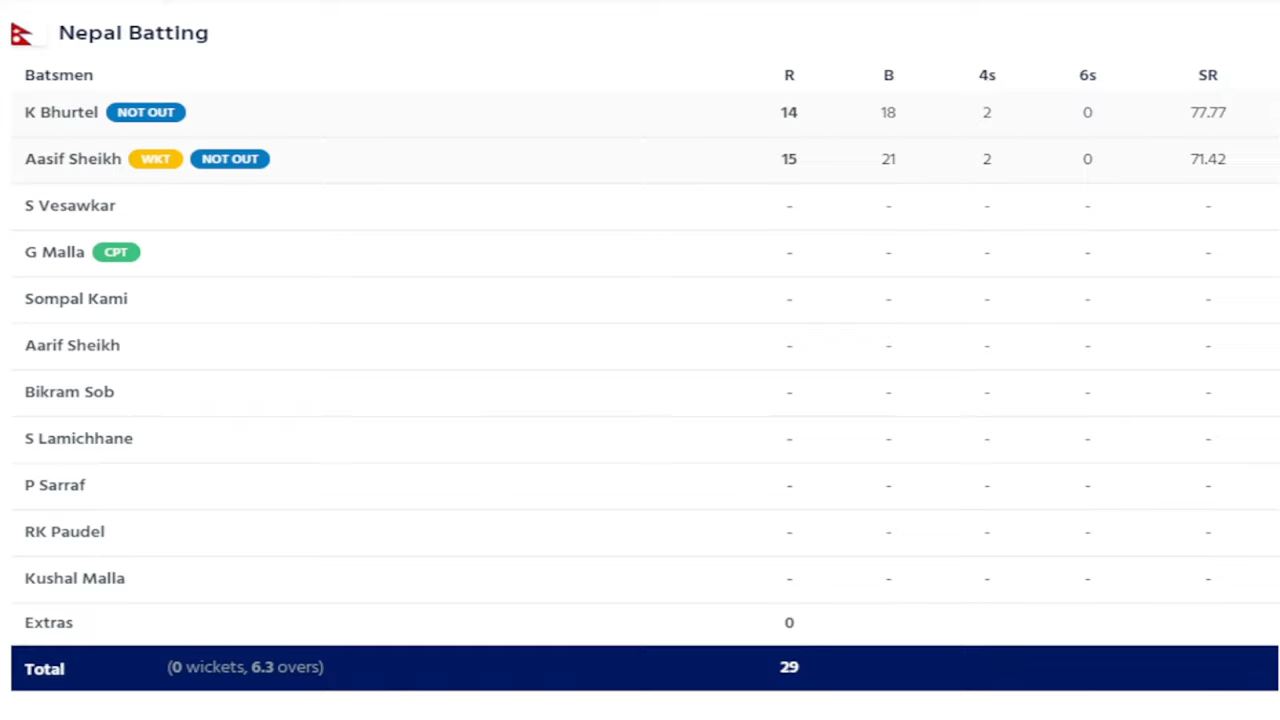 Nepal Batting
Batsmen R B 4s 6s SR
K Bhurtel NOT OUT 14 18 2 0 77.77
Aasif Sheikh WKT NOT OUT 15 21 2 0 71.42
S Vesawkar - - - - -
G Malla CPT - - - - -
Sompal Kami - - - - -
Aarif Sheikh - - - - -
Bikram Sob - - - - -
S Lamichhane - - - - -
P Sarraf - - - - -
RK Paudel - - - - -
Kushal Malla - - - - -
Extras 0
Total (0 wickets, 6.3 overs) 29